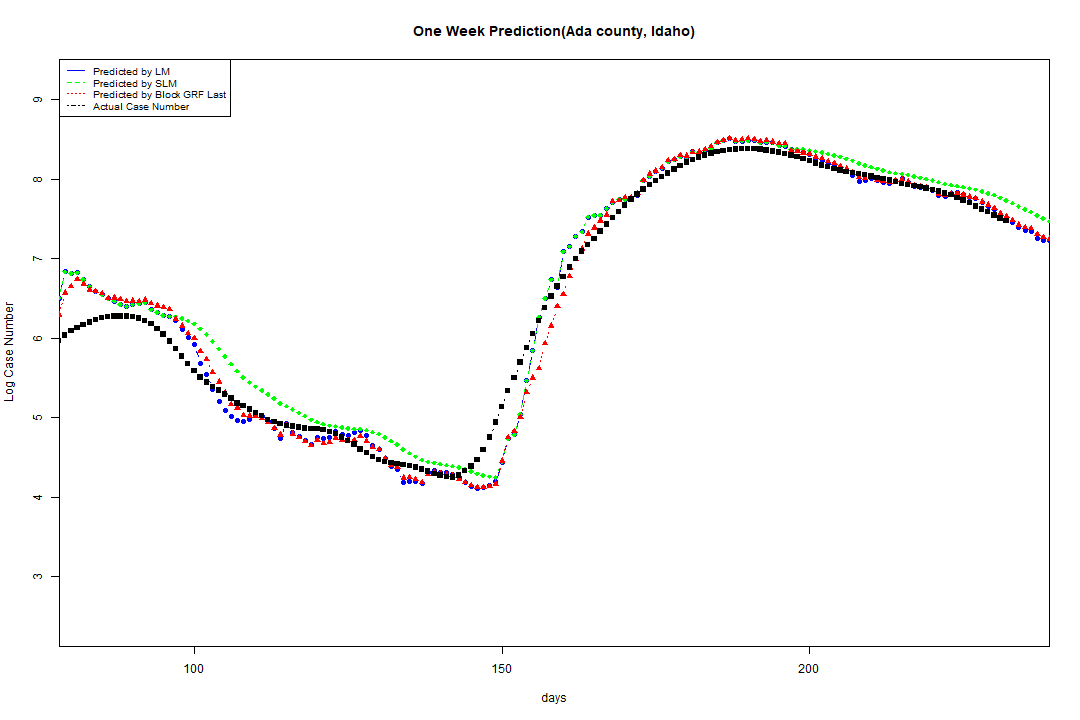 One Week Prediction(Ada county, Idaho)
Predicted by LM
Predicted by SLM
Predicted by Block GRF Last
Actual Case Number
9
8
7
6
5
4
3
Log Case Number
100 150 200
days